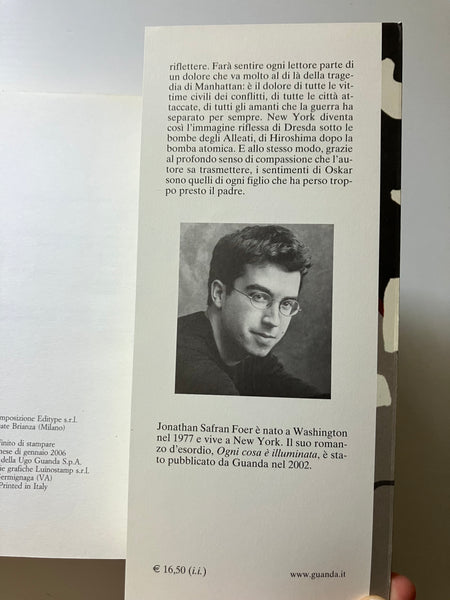 riflettere. Farà sentire ogni lettore parte di
un dolore che va molto al di là della trage-
dia di Manhattan: è il dolore di tutte le vit-
time civili dei conflitti, di tutte le città at-
taccate, di tutti gli amanti che la guerra ha
separato per sempre. New York diventa
così l'immagine riflessa di Dresda sotto le
bombe degli Alleati, di Hiroshima dopo la
bomba atomica. E allo stesso modo, grazie
al profondo senso di compassione che l'au-
tore sa trasmettere, i sentimenti di Oskar
sono quelli di ogni figlio che ha perso trop-
po presto il padre.
Jonathan Safran Foer è nato a Washington
nel 1977 e vive a New York. Il suo roman-
zo d'esordio, Ogni cosa è illuminata, è sta-
to pubblicato da Guanda nel 2002.
€ 16,50 (i.i.)
www.guanda.it
mposizione Editype s.r.l.
ate Brianza (Milano)
finito di stampare
nese di gennaio 2006
della Ugo Guanda S.p.A.
ie grafiche Luinostamp s.r.l.
ermignaga (VA)
Printed in Italy